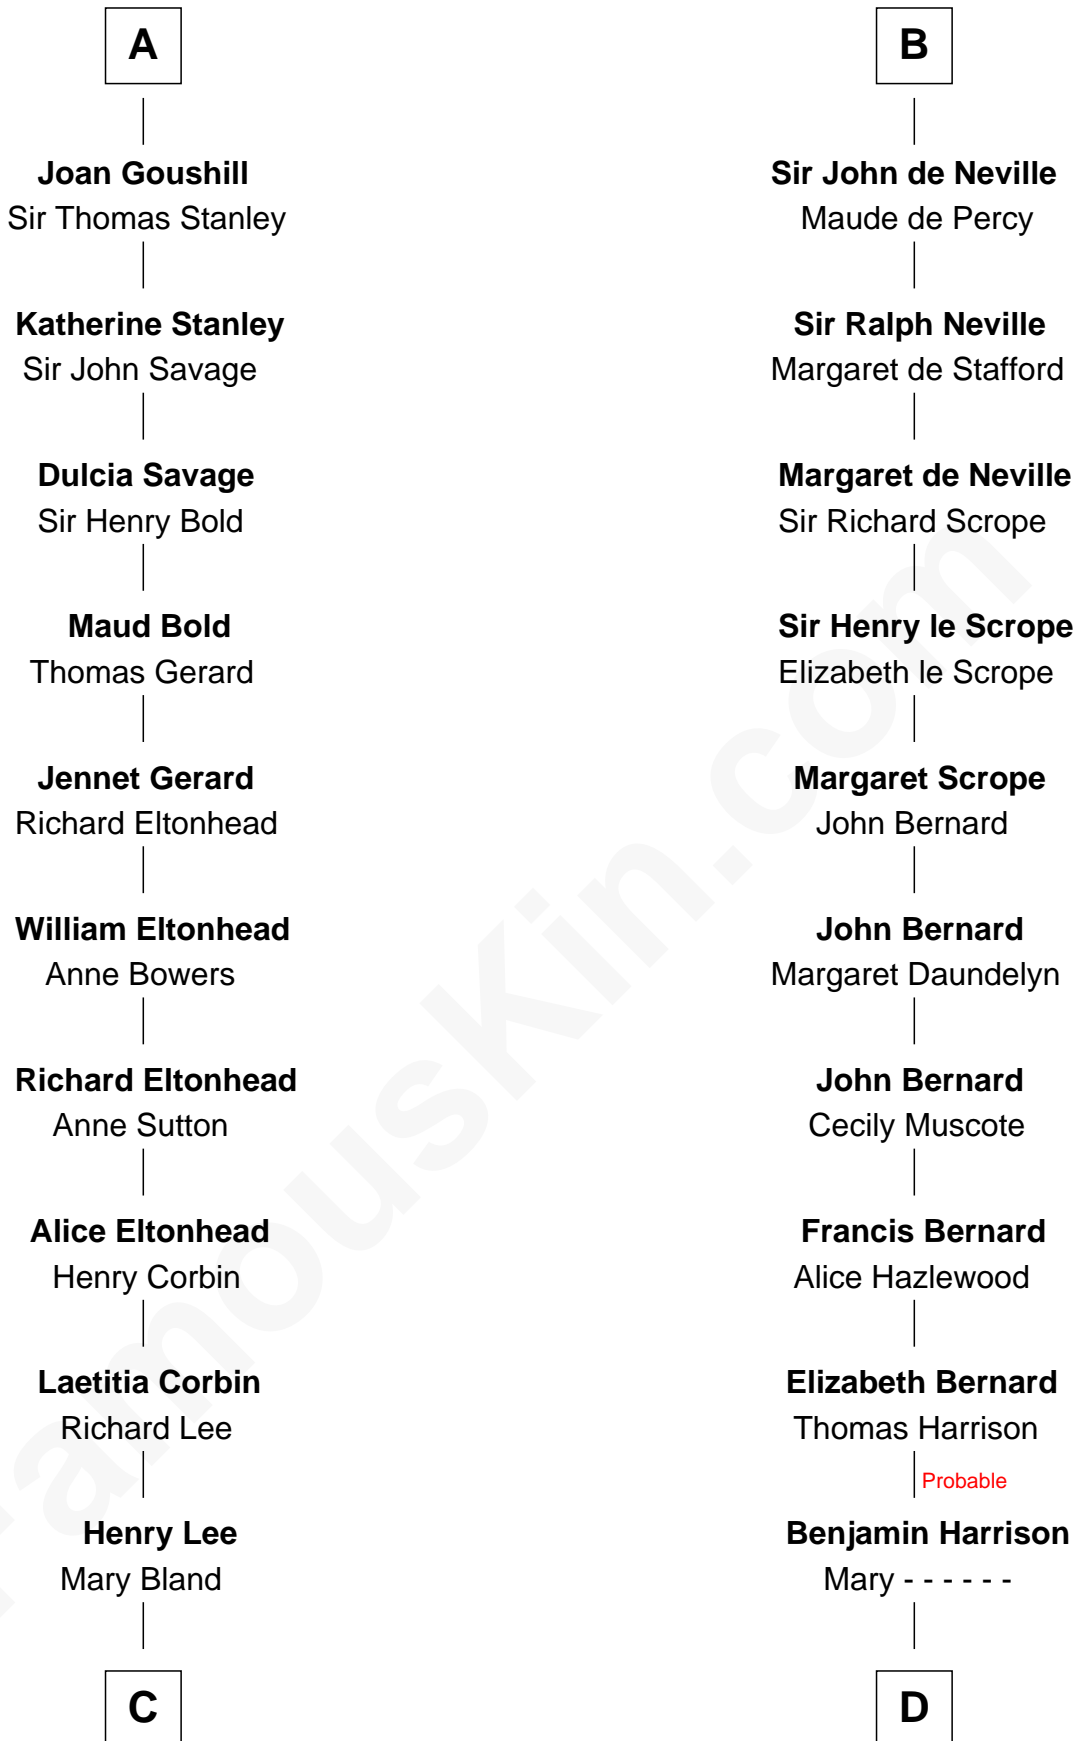 A
Joan Goushill
Sir Thomas Stanley
Katherine Stanley
Sir John Savage
Dulcia Savage
Sir Henry Bold
Maud Bold
Thomas Gerard
Jennet Gerard
Richard Eltonhead
William Eltonhead
Anne Bowers
Richard Eltonhead
Anne Sutton
Alice Eltonhead
Henry Corbin
Laetitia Corbin
Richard Lee
Henry Lee
Mary Bland
C
B
Sir John de Neville
Maude de Percy
Sir Ralph Neville
Margaret de Stafford
Margaret de Neville
Sir Richard Scrope
Sir Henry le Scrope
Elizabeth le Scrope
Margaret Scrope
John Bernard
John Bernard
Margaret Daundelyn
John Bernard
Cecily Muscote
Francis Bernard
Alice Hazlewood
Elizabeth Bernard
Thomas Harrison
Probable
Benjamin Harrison
Mary - - - - - -
D
FamousKin.com